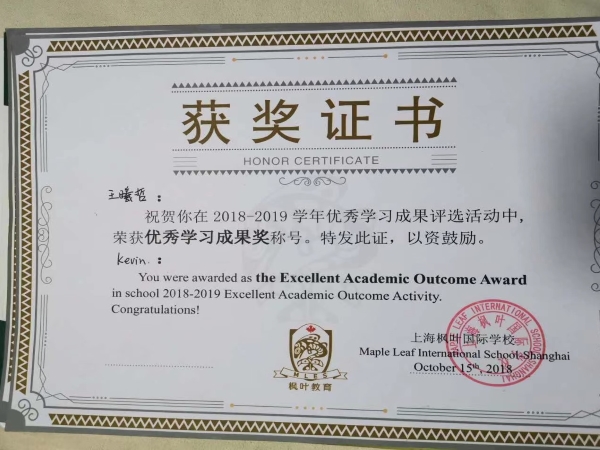 获奖证书
HONOR CERTIFICATE
王曦哲：
祝贺你在 2018-2019 学年优秀学习成果评选活动中，
荣获优秀学习成果奖称号。特发此证，以资鼓励。
Kevin：
You were awarded as the Excellent Academic Outcome Award
in school 2018-2019 Excellent Academic Outcome Activity.
Congratulations!
MLES
枫叶教育
上海枫叶国际学校
Maple Leaf International School-Shanghai
October 15th, 2018
MAPLE LEAF INTERNATIONAL SCHOOL-SHANGHAI
上海枫叶国际学校